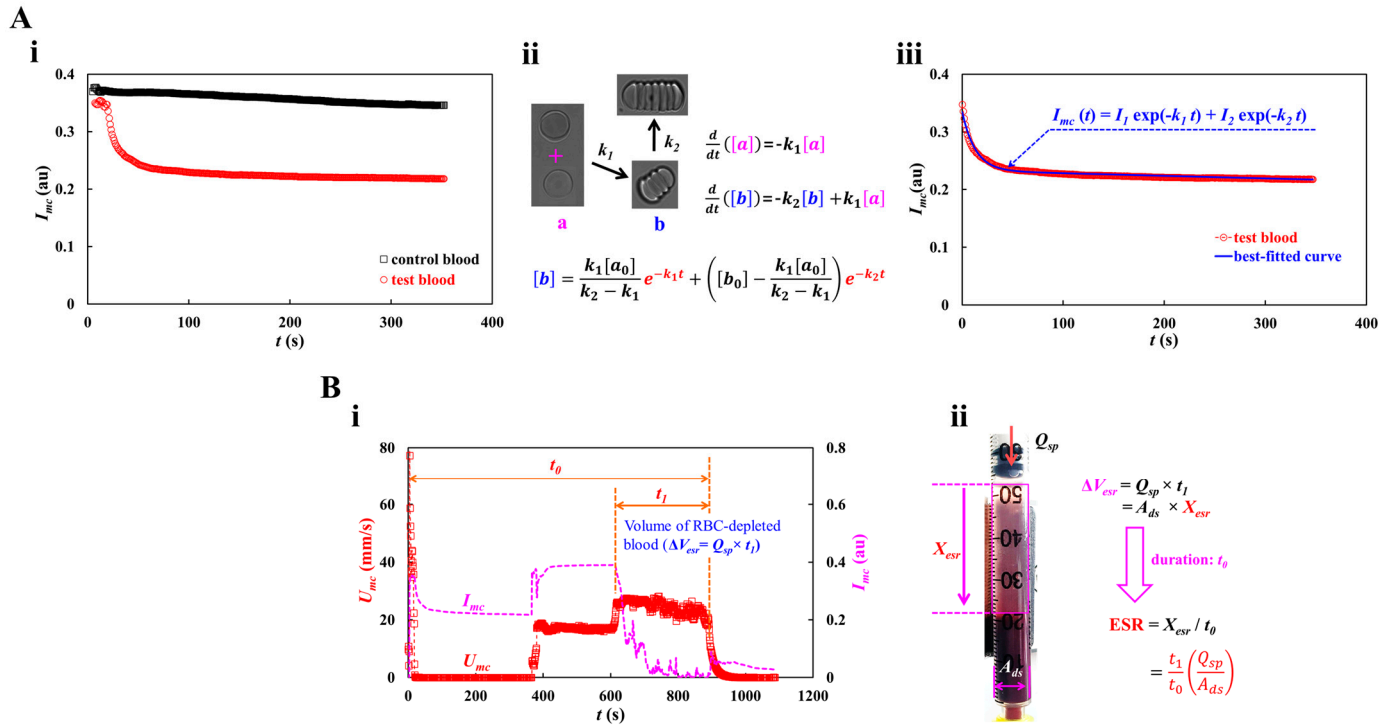 A
i
0.4
0.3
0.2
0.1
0
I_mc (au)
control blood
test blood
0 100 200 300 400
t (s)
ii
+
a
k_1
k_2
b
d/dt([a])=-k_1[a]
d/dt([b])=-k_2[b] +k_1[a]
[b] = k_1[a_0]/(k_2 − k_1) e^{-k_1t} + ([b_0] − k_1[a_0]/(k_2 − k_1)) e^{-k_2t}
iii
0.4
0.3
0.2
0.1
0
I_mc(au)
I_mc (t) = I_1 exp(-k_1 t) + I_2 exp(-k_2 t)
test blood
best-fitted curve
0 100 200 300 400
t (s)
B
i
80
60
40
20
0
U_mc (mm/s)
t_0
t_1
Volume of RBC-depleted
blood (ΔV_esr= Q_sp× t_1)
I_mc
U_mc
0.8
0.6
0.4
0.2
0
I_mc (au)
0 200 400 600 800 1000 1200
t (s)
ii
Q_sp
50
40
30
20
X_esr
A_ds
ΔV_esr = Q_sp × t_1
= A_ds × X_esr
duration: t_0
ESR = X_esr / t_0
= t_1/t_0 (Q_sp/A_ds)